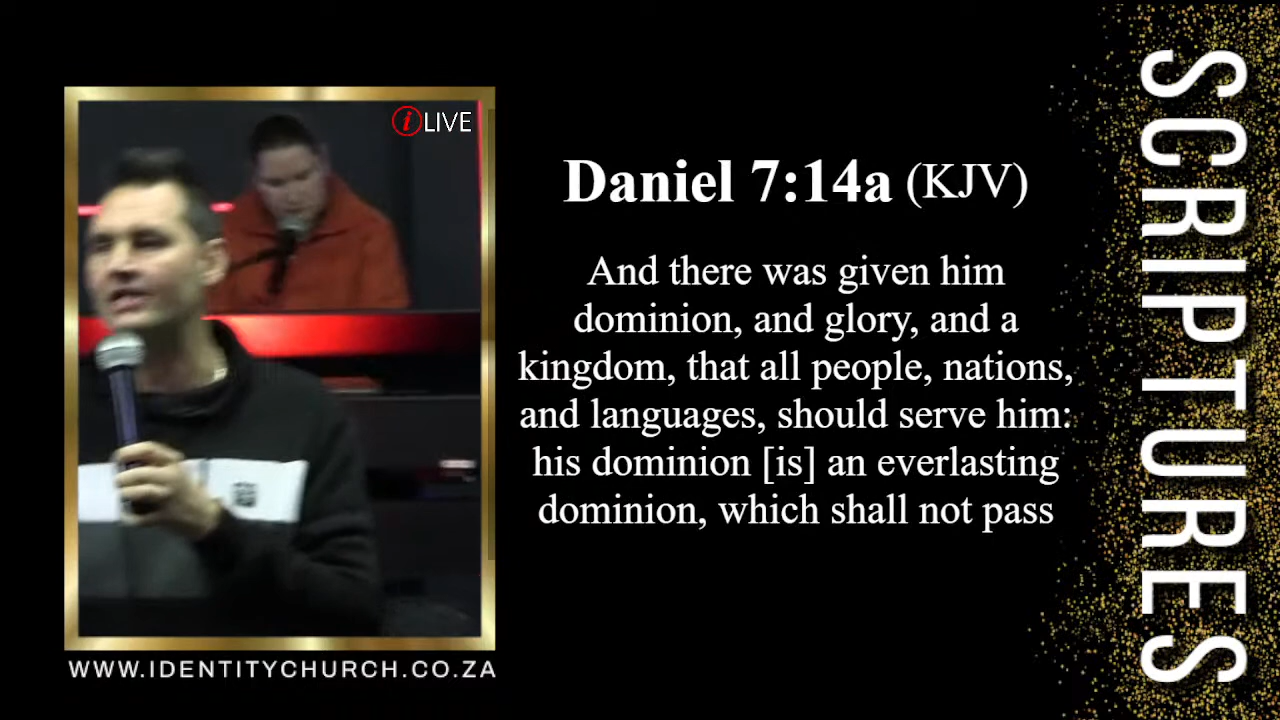 i LIVE
Daniel 7:14a (KJV)
And there was given him
dominion, and glory, and a
kingdom, that all people, nations,
and languages, should serve him:
his dominion [is] an everlasting
dominion, which shall not pass
WWW.IDENTITYCHURCH.CO.ZA
SCRIPTURES